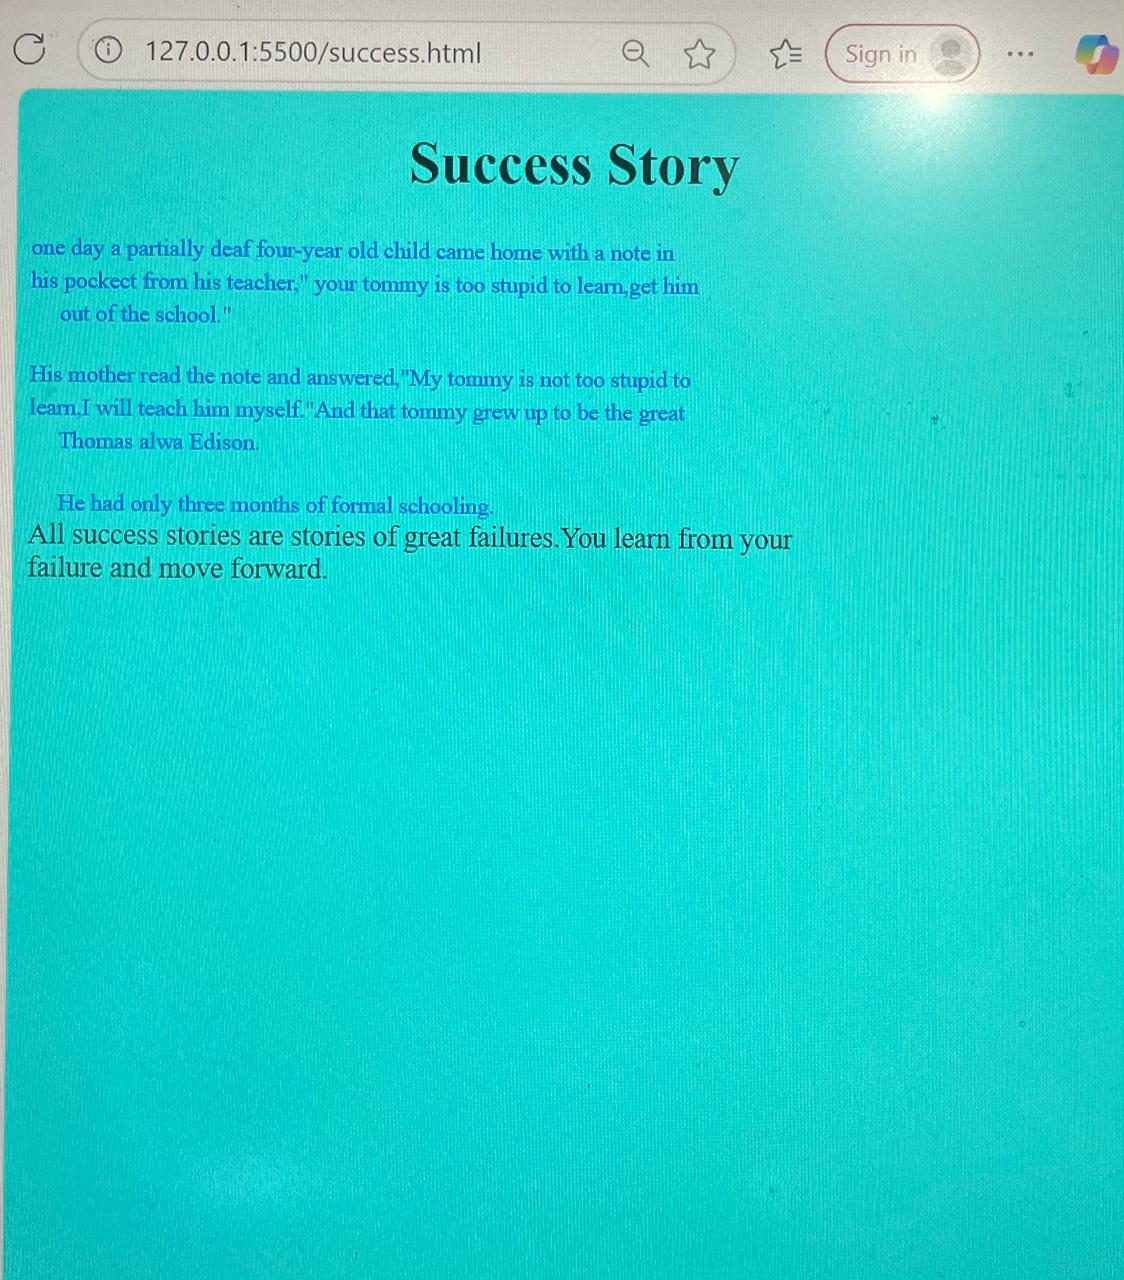 127.0.0.1:5500/success.html
Sign in
Success Story
one day a partially deaf four-year old child came home with a note in
his pockect from his teacher," your tommy is too stupid to learn,get him
out of the school."
His mother read the note and answered,"My tommy is not too stupid to
learn,I will teach him myself."And that tommy grew up to be the great
Thomas alwa Edison.
He had only three months of formal schooling.
All success stories are stories of great failures.You learn from your
failure and move forward.